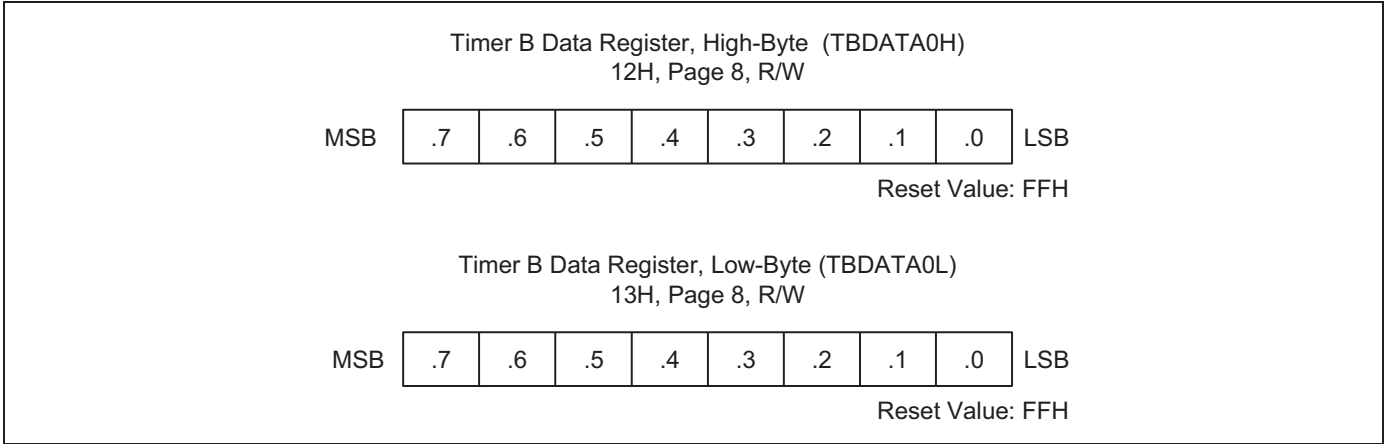 Timer B Data Register, High-Byte  (TBDATA0H)
12H, Page 8, R/W
MSB .7 .6 .5 .4 .3 .2 .1 .0 LSB
Reset Value: FFH
Timer B Data Register, Low-Byte (TBDATA0L)
13H, Page 8, R/W
MSB .7 .6 .5 .4 .3 .2 .1 .0 LSB
Reset Value: FFH